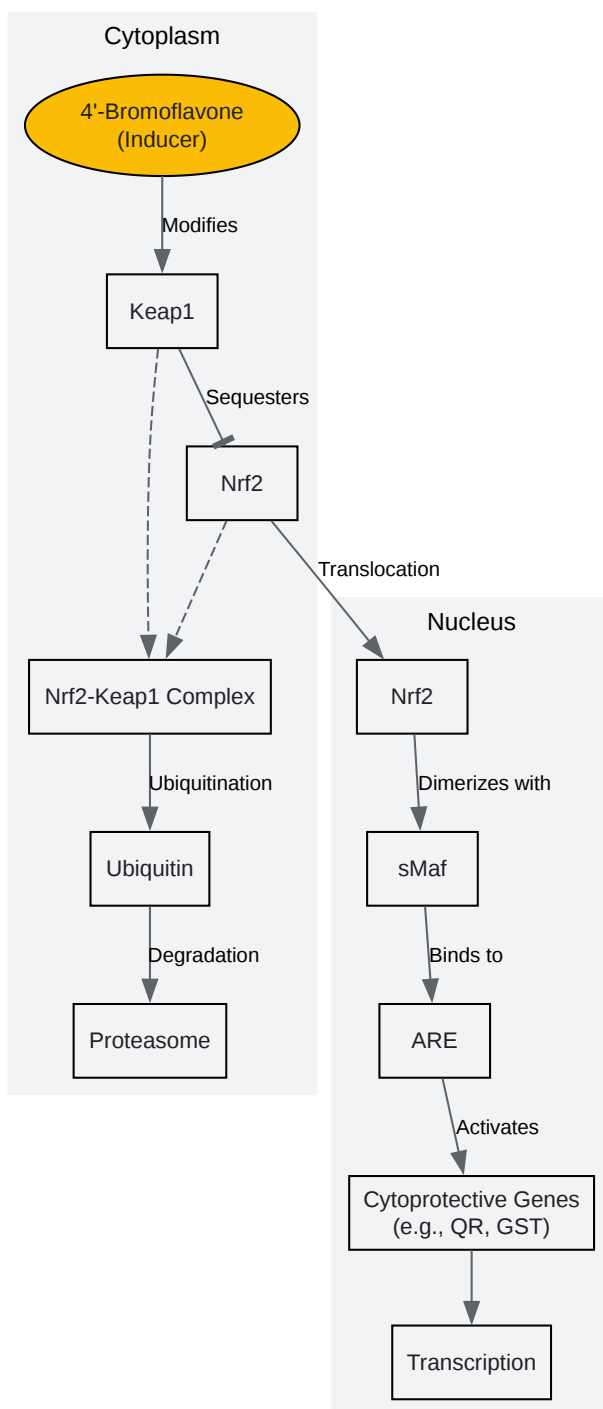 Cytoplasm
4'-Bromoflavone
(Inducer)
Modifies
Keap1
Sequesters
Nrf2
Translocation
Nucleus
Nrf2-Keap1 Complex
Nrf2
Ubiquitination
Dimerizes with
Ubiquitin
sMaf
Degradation
Binds to
Proteasome
ARE
Activates
Cytoprotective Genes
(e.g., QR, GST)
Transcription